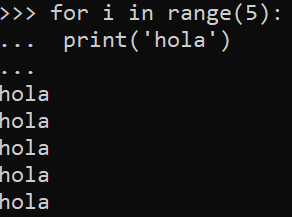 >>> for i in range(5):
...  print('hola')
...
hola
hola
hola
hola
hola